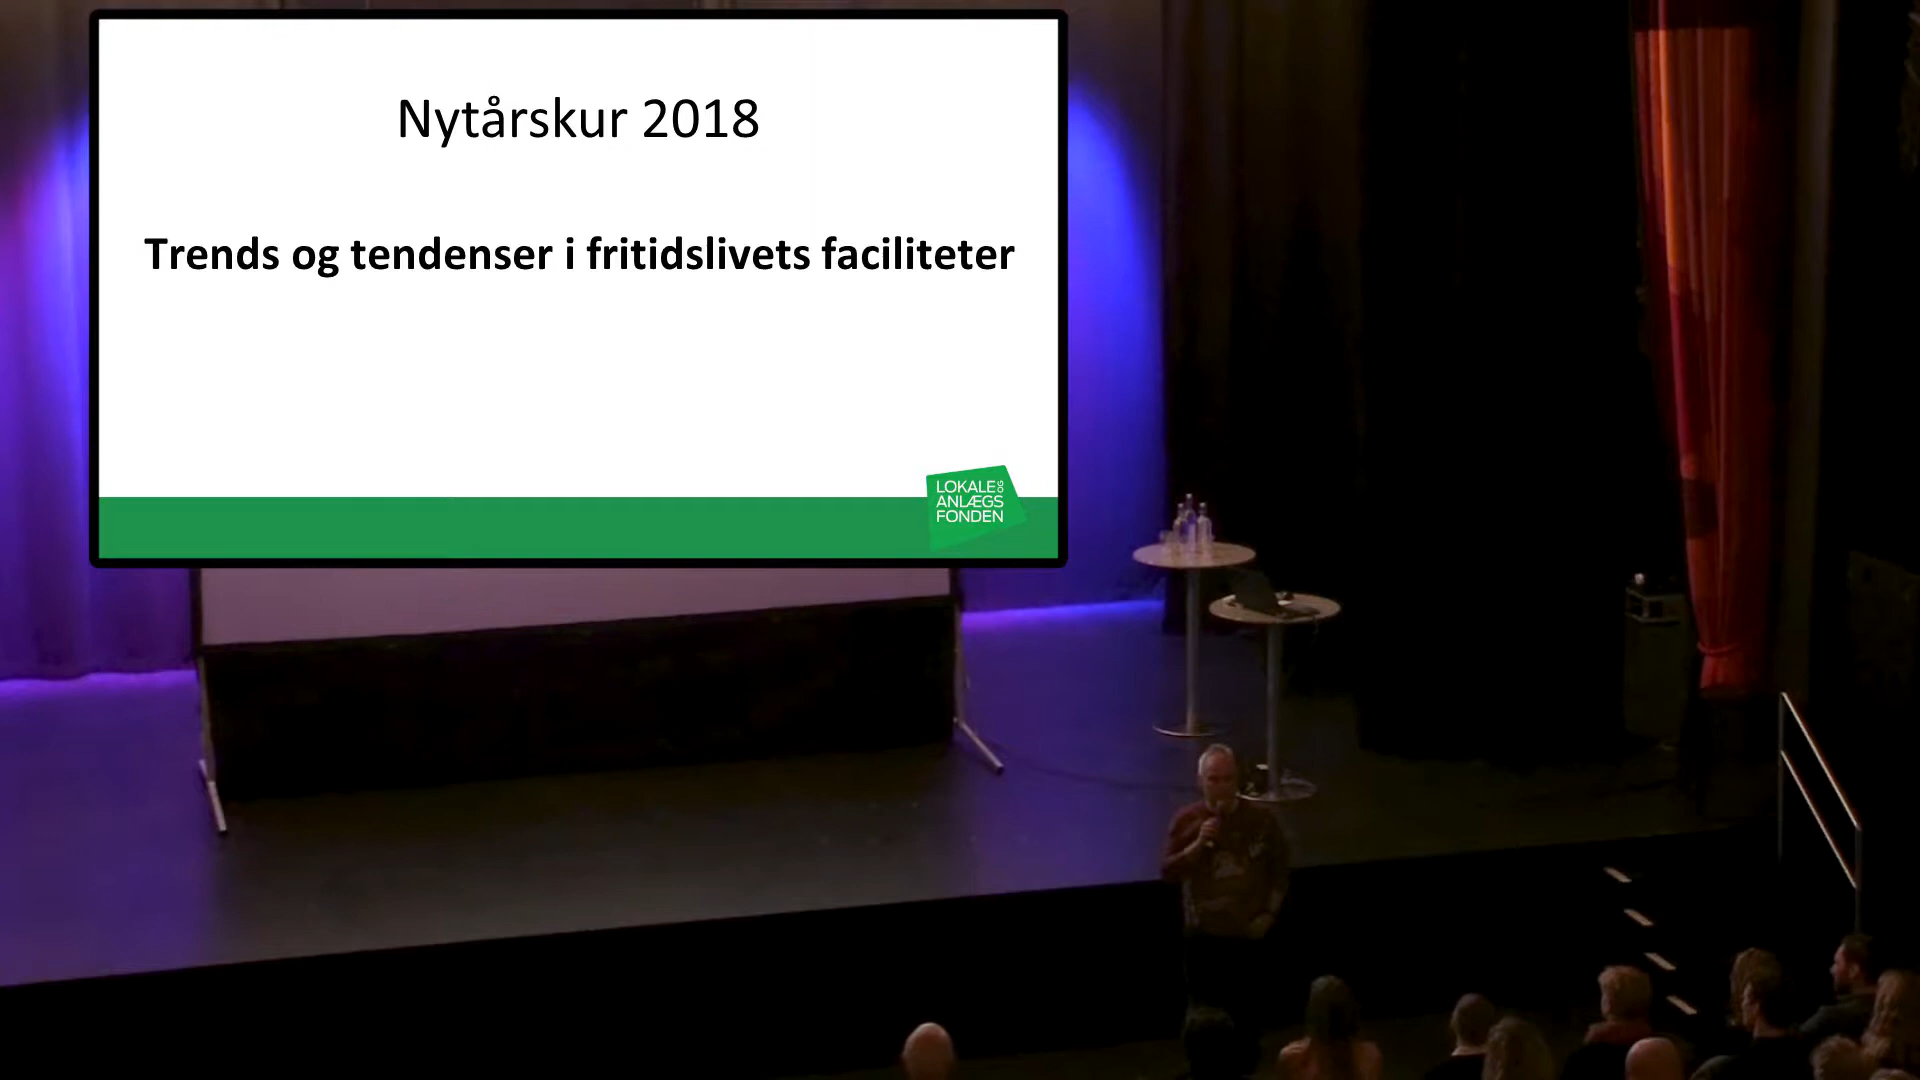 Nytårskur 2018
Trends og tendenser i fritidslivets faciliteter
LOKALE OG
ANLÆGS
FONDEN